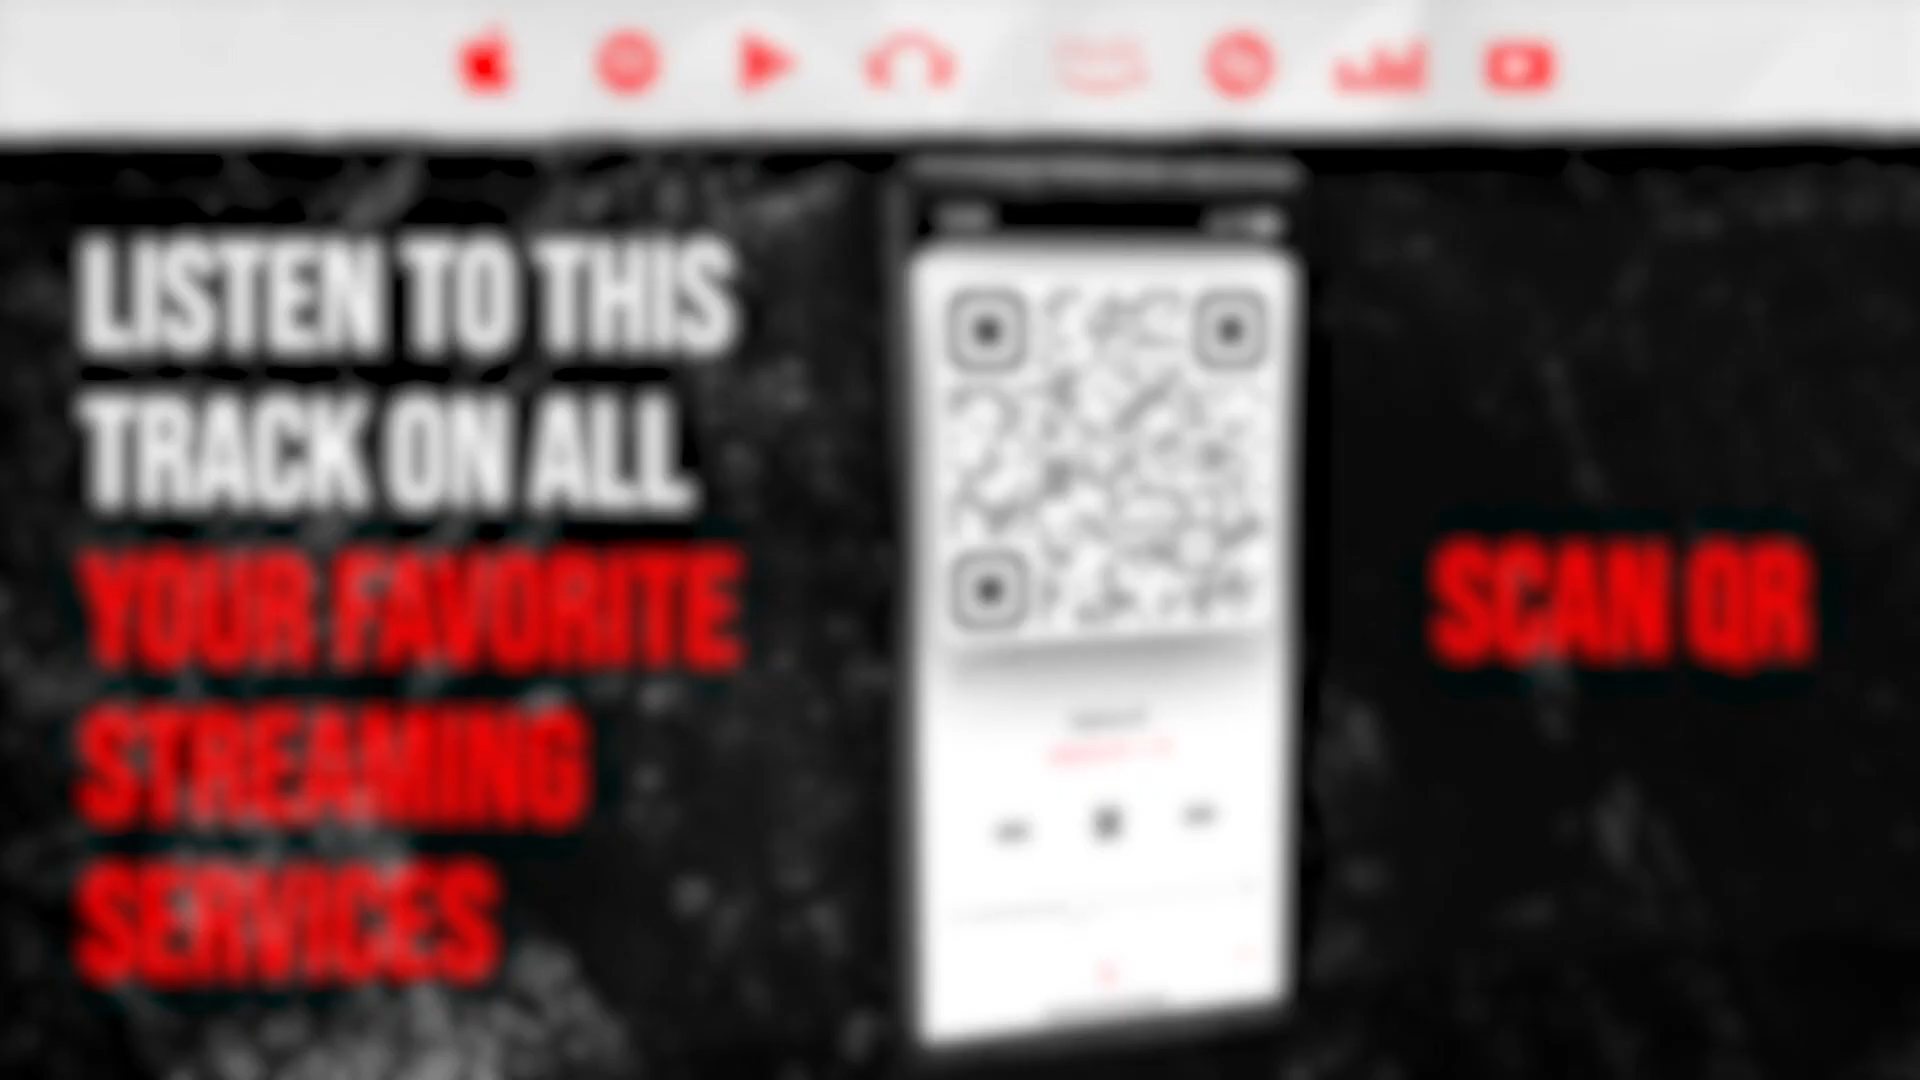 LISTEN TO THIS
TRACK ON ALL
YOUR FAVORITE
STREAMING
SERVICES
SCAN QR